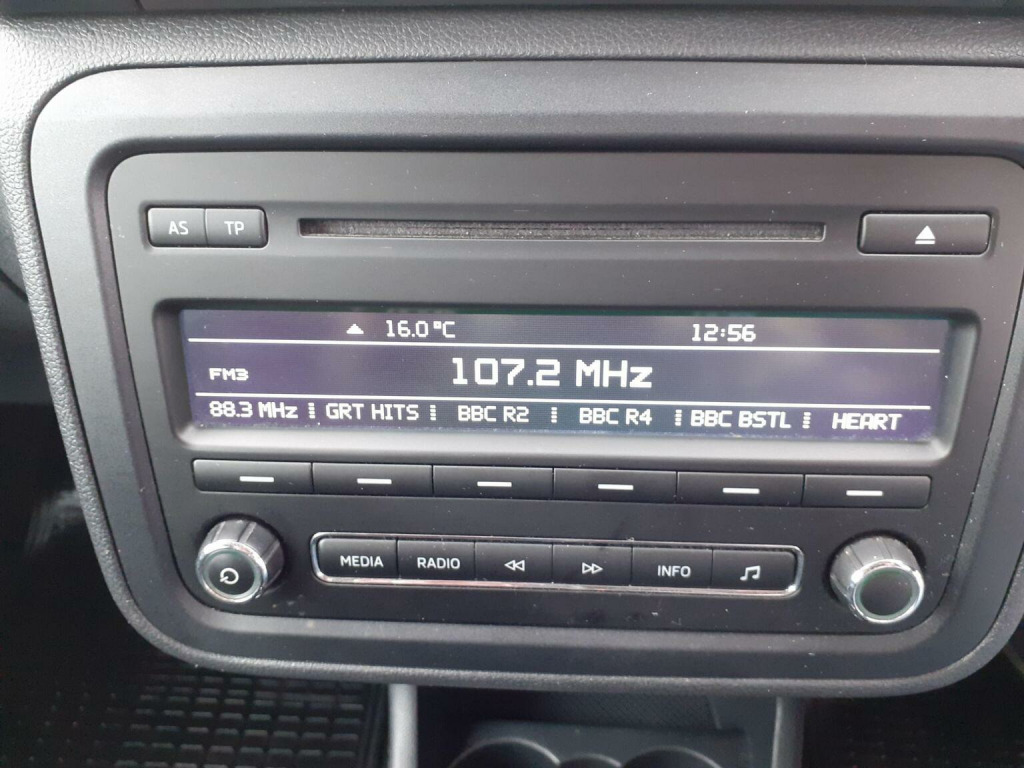 AS TP
16.0°C 12:56
FM3 107.2 MHz
88.3 MHz GRT HITS BBC R2 BBC R4 BBC BSTL HEART
MEDIA RADIO INFO